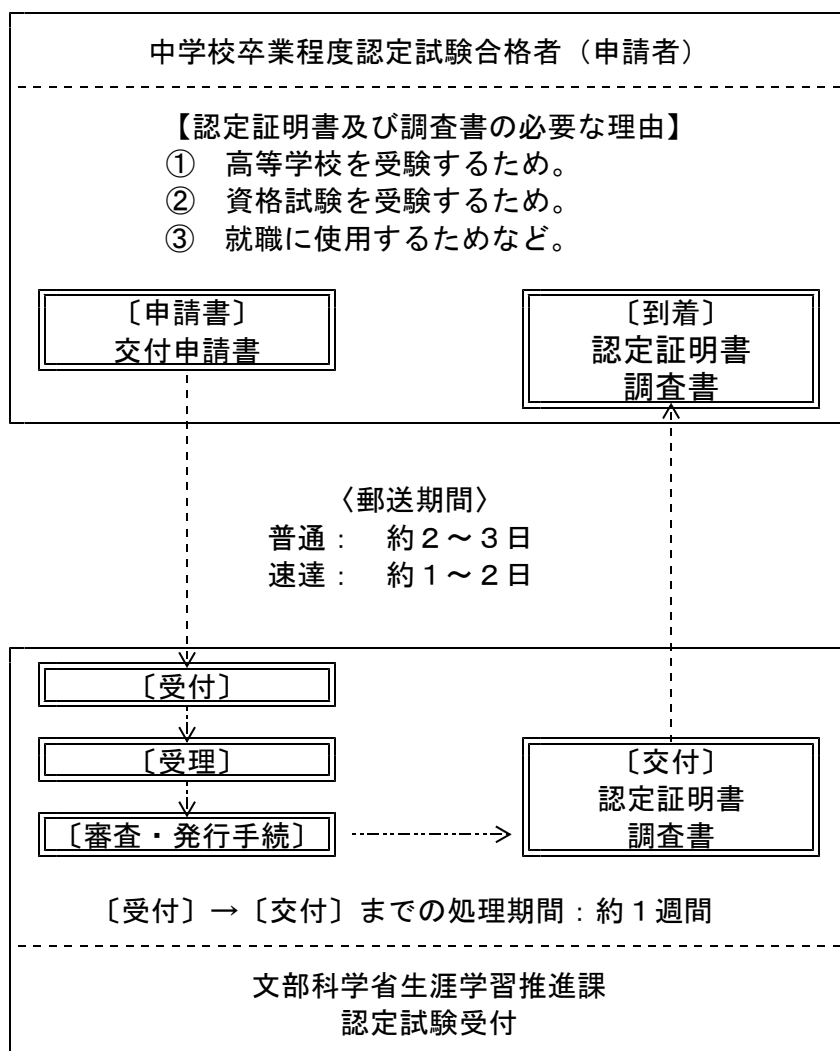 中学校卒業程度認定試験合格者（申請者）
【認定証明書及び調査書の必要な理由】
①　高等学校を受験するため。
②　資格試験を受験するため。
③　就職に使用するためなど。
〔申請書〕
交付申請書
〔到着〕
認定証明書
調査書
〈郵送期間〉
普通：　約２～３日
速達：　約１～２日
〔受付〕
〔受理〕
〔審査・発行手続〕
〔交付〕
認定証明書
調査書
〔受付〕→〔交付〕までの処理期間：約１週間
文部科学省生涯学習推進課
認定試験受付